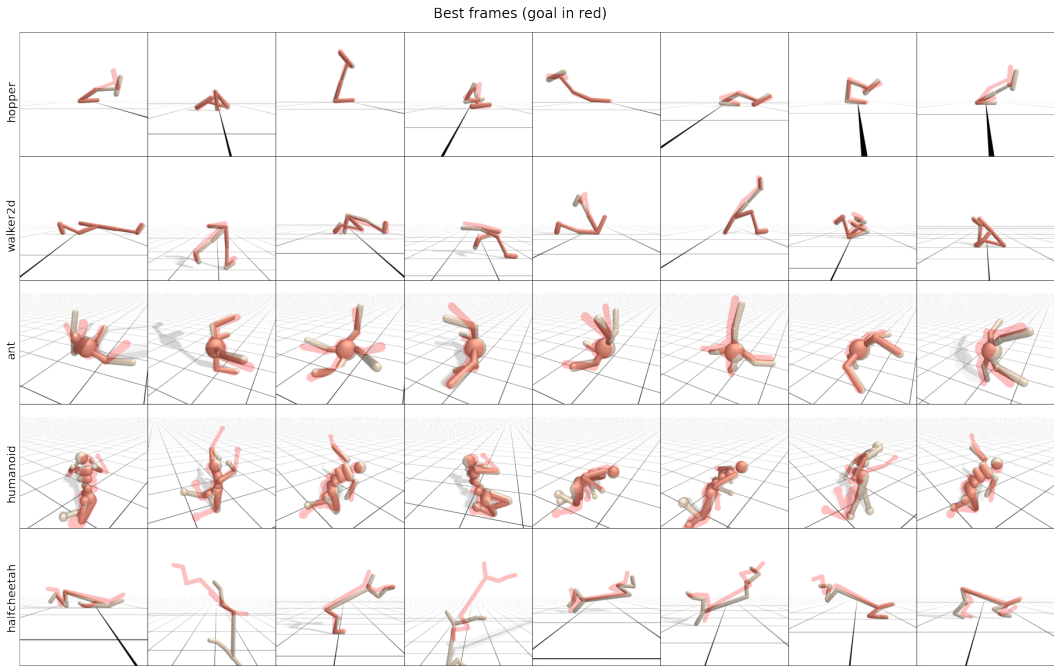 Best frames (goal in red)
hopper
walker2d
ant
humanoid
halfcheetah